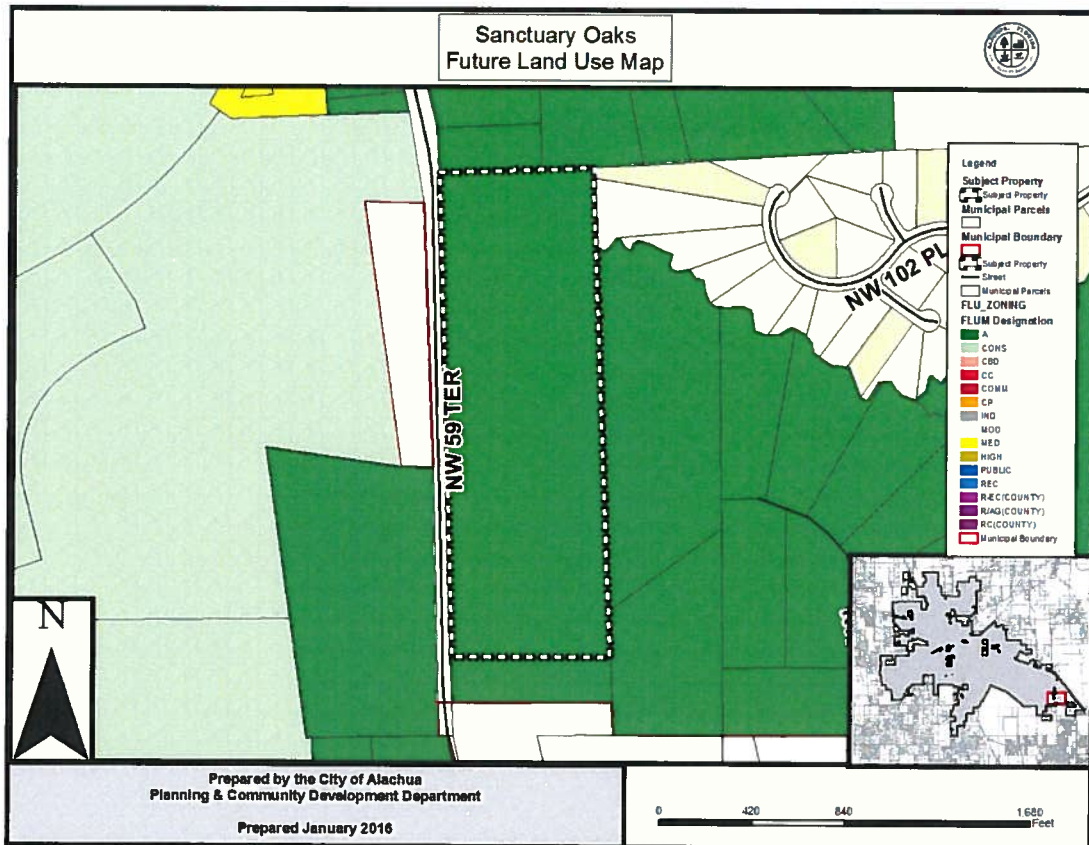 Sanctuary Oaks
Future Land Use Map
NW 59 TER
NW 102 PL
Legend
Subject Property
Subject Property
Municipal Parcels
Municipal Boundary
Subject Property
Street
Municipal Parcels
FLU_ZONING
FLUM Designation
A
CONS
CBD
CC
COMM
CP
IND
MOD
MED
HIGH
PUBLIC
REC
R-EC(COUNTY)
R/AG(COUNTY)
RC(COUNTY)
Municipal Boundary
N
Prepared by the City of Alachua
Planning & Community Development Department
Prepared January 2016
0 420 840 1,680
Feet